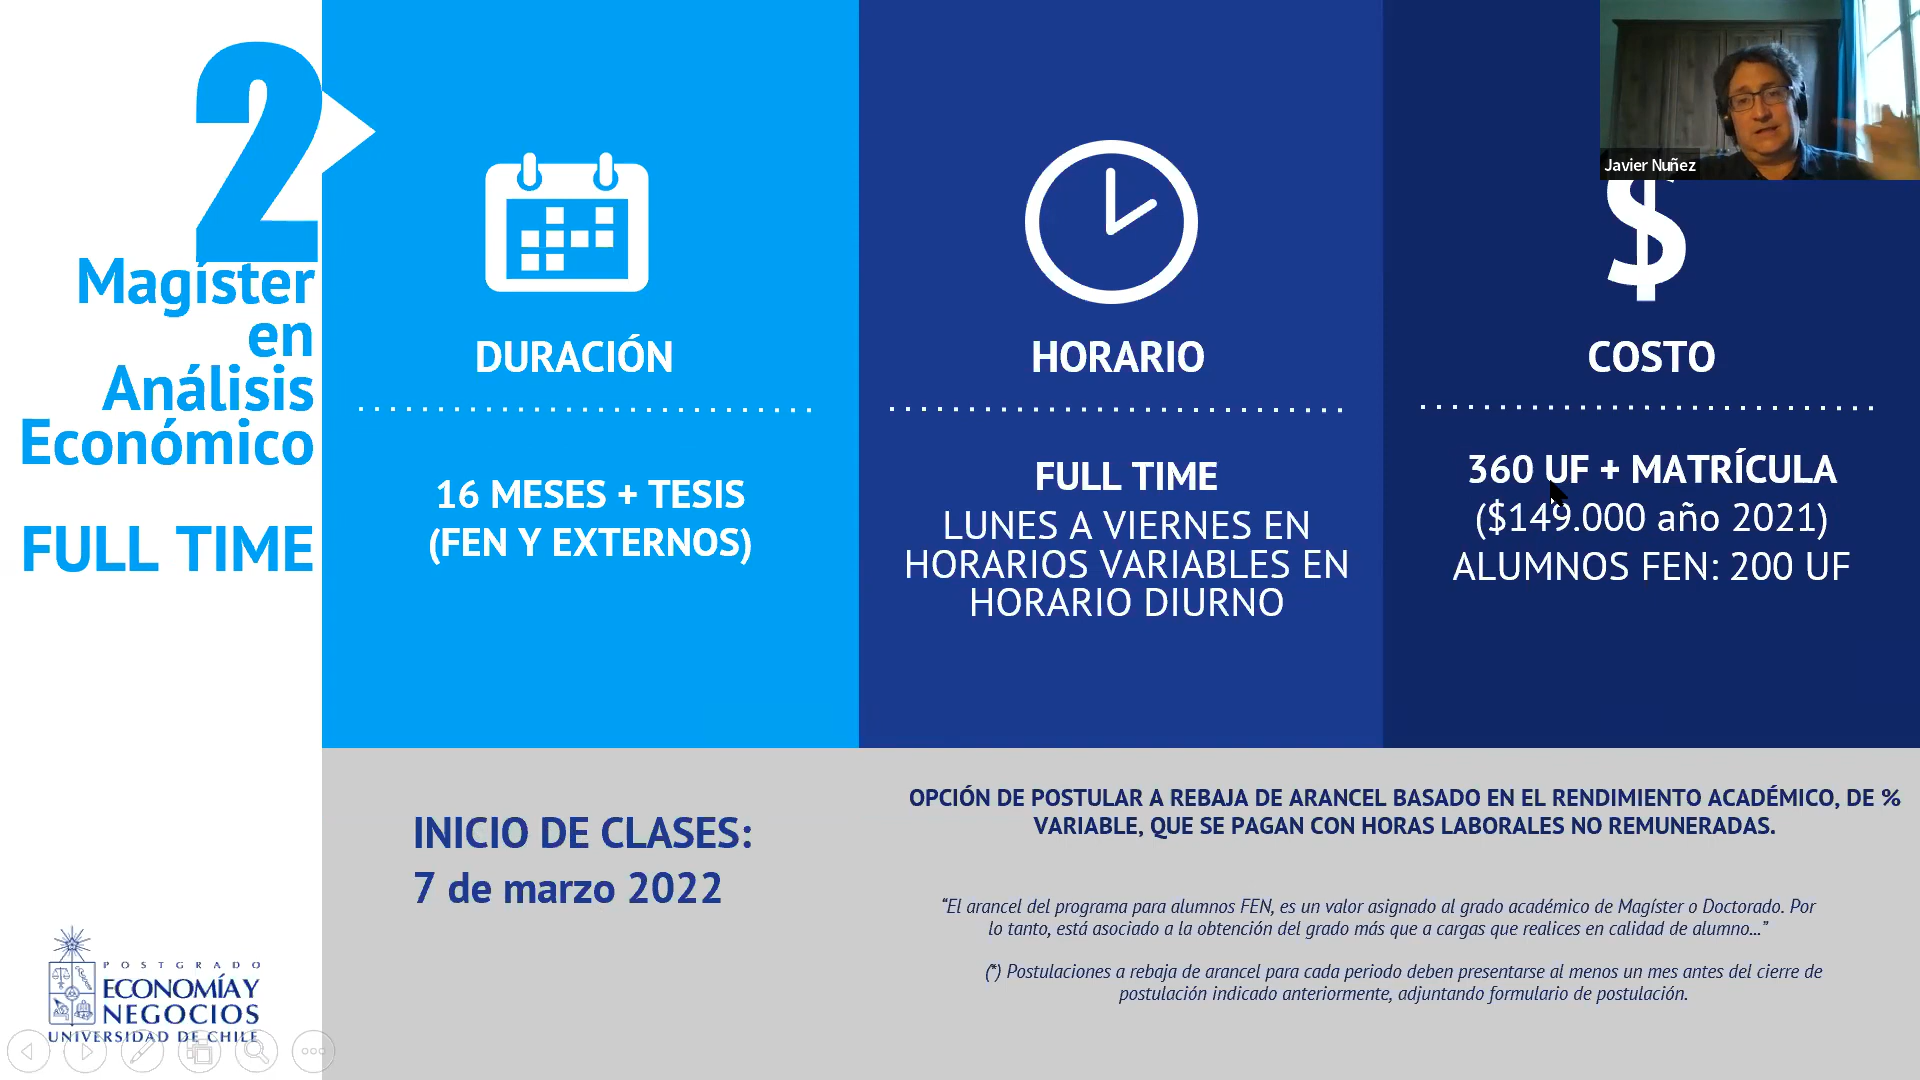 2
Magíster
en
Análisis
Económico
FULL TIME
DURACIÓN
16 MESES + TESIS
(FEN Y EXTERNOS)
HORARIO
FULL TIME
LUNES A VIERNES EN
HORARIOS VARIABLES EN
HORARIO DIURNO
Javier Nuñez
$
COSTO
360 UF + MATRÍCULA
($149.000 año 2021)
ALUMNOS FEN: 200 UF
INICIO DE CLASES:
7 de marzo 2022
OPCIÓN DE POSTULAR A REBAJA DE ARANCEL BASADO EN EL RENDIMIENTO ACADÉMICO, DE %
VARIABLE, QUE SE PAGAN CON HORAS LABORALES NO REMUNERADAS.
“El arancel del programa para alumnos FEN, es un valor asignado al grado académico de Magíster o Doctorado. Por
lo tanto, está asociado a la obtención del grado más que a cargas que realices en calidad de alumno...”
(*) Postulaciones a rebaja de arancel para cada periodo deben presentarse al menos un mes antes del cierre de
postulación indicado anteriormente, adjuntando formulario de postulación.
POSTGRADO
ECONOMÍA Y
NEGOCIOS
UNIVERSIDAD DE CHILE